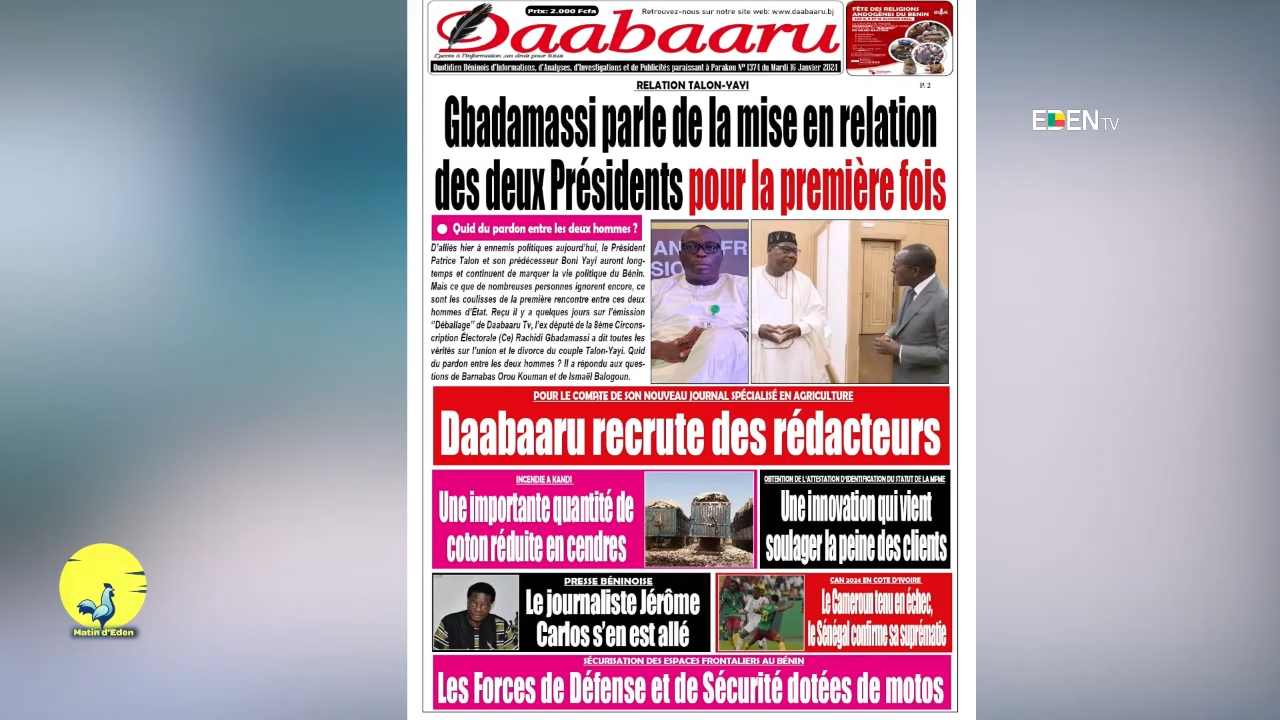 Prix: 2.000 Fcfa
Retrouvez-nous sur notre site web: www.daabaaru.bj
Daabaaru
L'accès à l'information ,un droit pour tous
Quotidien Béninois d'Informations, d'Analyses, d'Investigations et de Publicités paraissant à Parakou N° 1374 du Mardi 16 Janvier 2024
FÊTE DES RELIGIONS
ENDOGÈNES DU BÉNIN
RELATION TALON-YAYI
P. 2
Gbadamassi parle de la mise en relation
des deux Présidents pour la première fois
Quid du pardon entre les deux hommes ?
D'alliés hier à ennemis politiques aujourd'hui, le Président
Patrice Talon et son prédécesseur Boni Yayi auront long-
temps et continuent de marquer la vie politique du Bénin.
Mais ce que de nombreuses personnes ignorent encore, ce
sont les coulisses de la première rencontre entre ces deux
hommes d'État. Reçu il y a quelques jours sur l'émission
"Déballage" de Daabaaru Tv, l'ex député de la 8ème Circons-
cription Électorale (Ce) Rachidi Gbadamassi a dit toutes les
vérités sur l'union et le divorce du couple Talon-Yayi. Quid
du pardon entre les deux hommes ? Il a répondu aux ques-
tions de Barnabas Orou Kouman et de Ismaël Balogoun.
POUR LE COMPTE DE SON NOUVEAU JOURNAL SPÉCIALISÉ EN AGRICULTURE
Daabaaru recrute des rédacteurs
INCENDIE A KANDI
Une importante quantité de
coton réduite en cendres
OBTENTION DE L'ATTESTATION D'IDENTIFICATION DU STATUT DE LA MPME
Une innovation qui vient
soulager la peine des clients
PRESSE BÉNINOISE
Le journaliste Jérôme
Carlos s'en est allé
CAN 2024 EN COTE D'IVOIRE
Le Cameroun tenu en échec,
le Sénégal confirme sa suprématie
SÉCURISATION DES ESPACES FRONTALIERS AU BÉNIN
Les Forces de Défense et de Sécurité dotées de motos
EDEN TV
Matin d'Eden